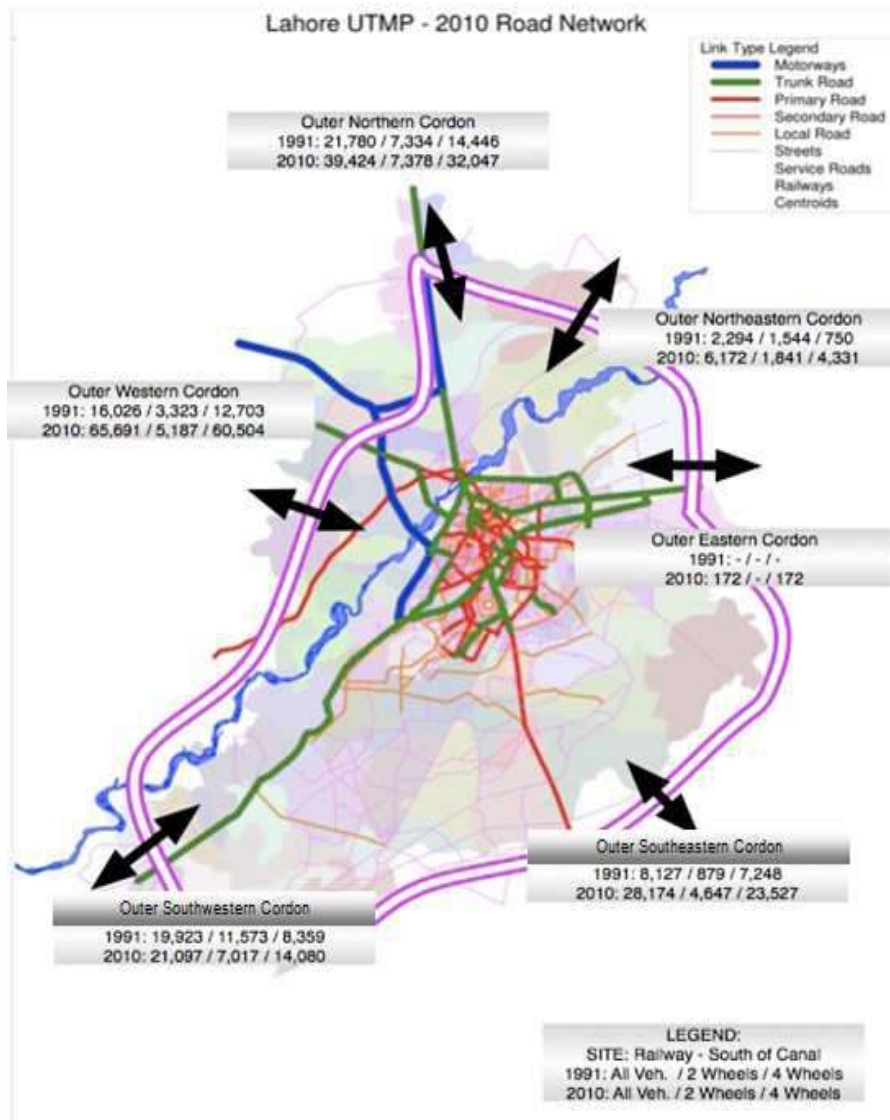 Lahore UTMP - 2010 Road Network
Link Type Legend
Motorways
Trunk Road
Primary Road
Secondary Road
Local Road
Streets
Service Roads
Railways
Centroids
Outer Northern Cordon
1991: 21,780 / 7,334 / 14,446
2010: 39,424 / 7,378 / 32,047
Outer Northeastern Cordon
1991: 2,294 / 1,544 / 750
2010: 6,172 / 1,841 / 4,331
Outer Western Cordon
1991: 16,026 / 3,323 / 12,703
2010: 65,691 / 5,187 / 60,504
Outer Eastern Cordon
1991: - / - / -
2010: 172 / - / 172
Outer Southeastern Cordon
1991: 8,127 / 879 / 7,248
2010: 28,174 / 4,647 / 23,527
Outer Southwestern Cordon
1991: 19,923 / 11,573 / 8,359
2010: 21,097 / 7,017 / 14,080
LEGEND:
SITE: Railway - South of Canal
1991: All Veh. / 2 Wheels / 4 Wheels
2010: All Veh. / 2 Wheels / 4 Wheels